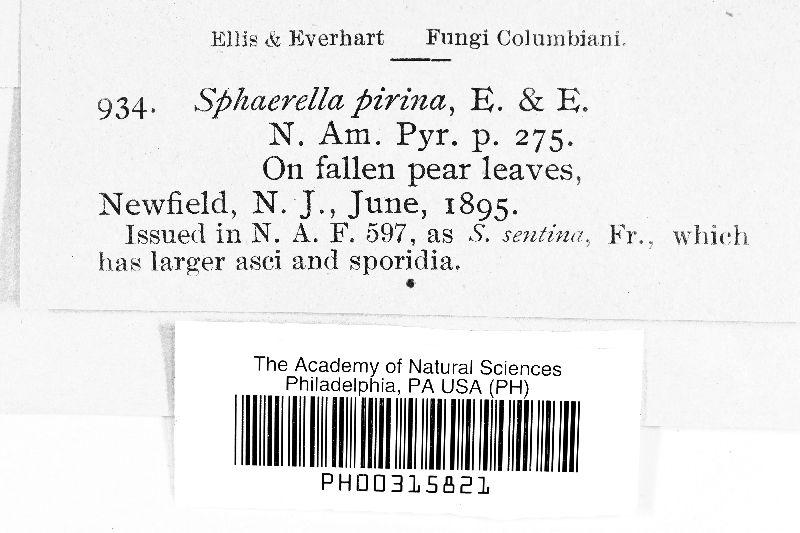 Ellis & Everhart Fungi Columbiani.
934. Sphaerella pirina, E. & E.
N. Am. Pyr. p. 275.
On fallen pear leaves,
Newfield, N. J., June, 1895.
Issued in N. A. F. 597, as S. sentina, Fr., which
has larger asci and sporidia.
The Academy of Natural Sciences
Philadelphia, PA USA (PH)
PH00315821